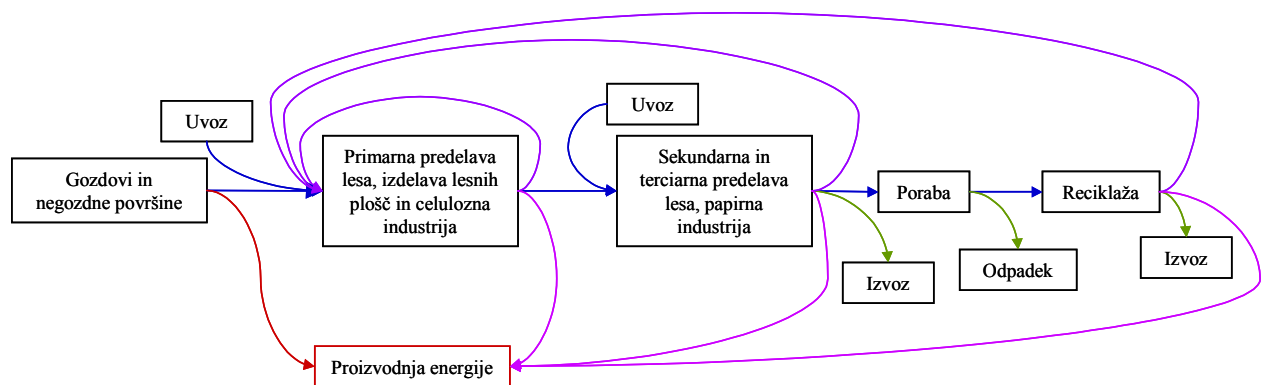 Uvoz
Gozdovi in
negozdne površine
Primarna predelava
lesa, izdelava lesnih
plošč in celulozna
industrija
Uvoz
Sekundarna in
terciarna predelava
lesa, papirna
industrija
Poraba
Reciklaža
Izvoz
Odpadek
Izvoz
Proizvodnja energije